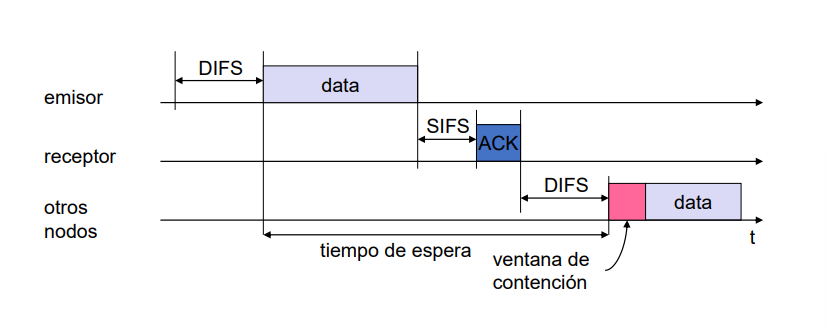 DIFS
data
emisor
SIFS
ACK
receptor
DIFS
data
otros
nodos
t
tiempo de espera
ventana de
contención